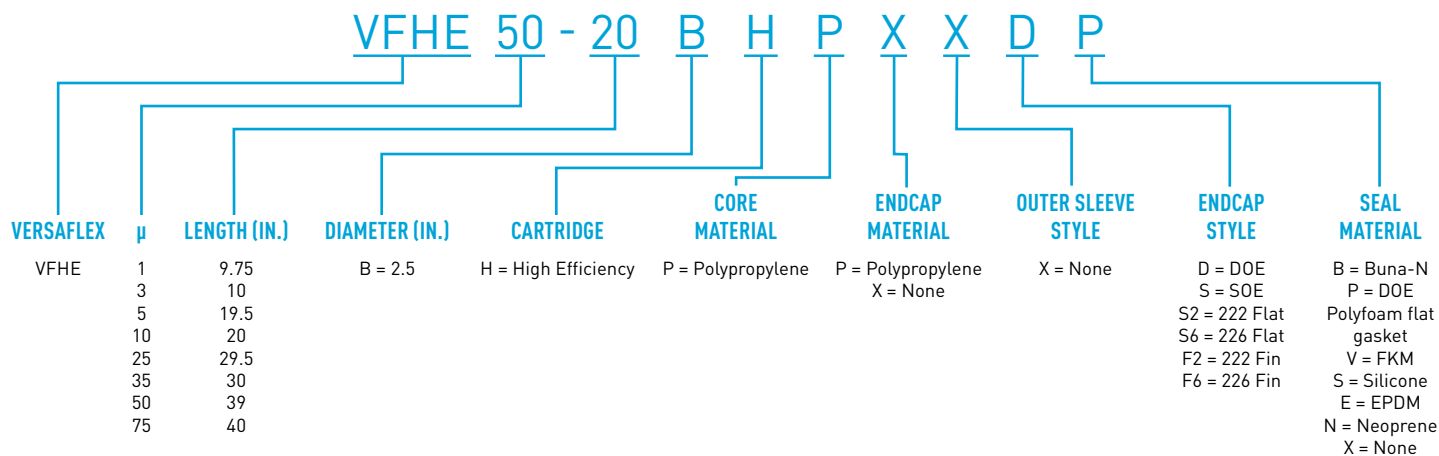 VFHE 50 - 20 B H P X X D P
VERSAFLEX
VFHE
µ
1
3
5
10
25
35
50
75
LENGTH (IN.)
9.75
10
19.5
20
29.5
30
39
40
DIAMETER (IN.)
B = 2.5
CARTRIDGE
H = High Efficiency
CORE
MATERIAL
P = Polypropylene
ENDCAP
MATERIAL
P = Polypropylene
X = None
OUTER SLEEVE
STYLE
X = None
ENDCAP
STYLE
D = DOE
S = SOE
S2 = 222 Flat
S6 = 226 Flat
F2 = 222 Fin
F6 = 226 Fin
SEAL
MATERIAL
B = Buna-N
P = DOE
Polyfoam flat
gasket
V = FKM
S = Silicone
E = EPDM
N = Neoprene
X = None